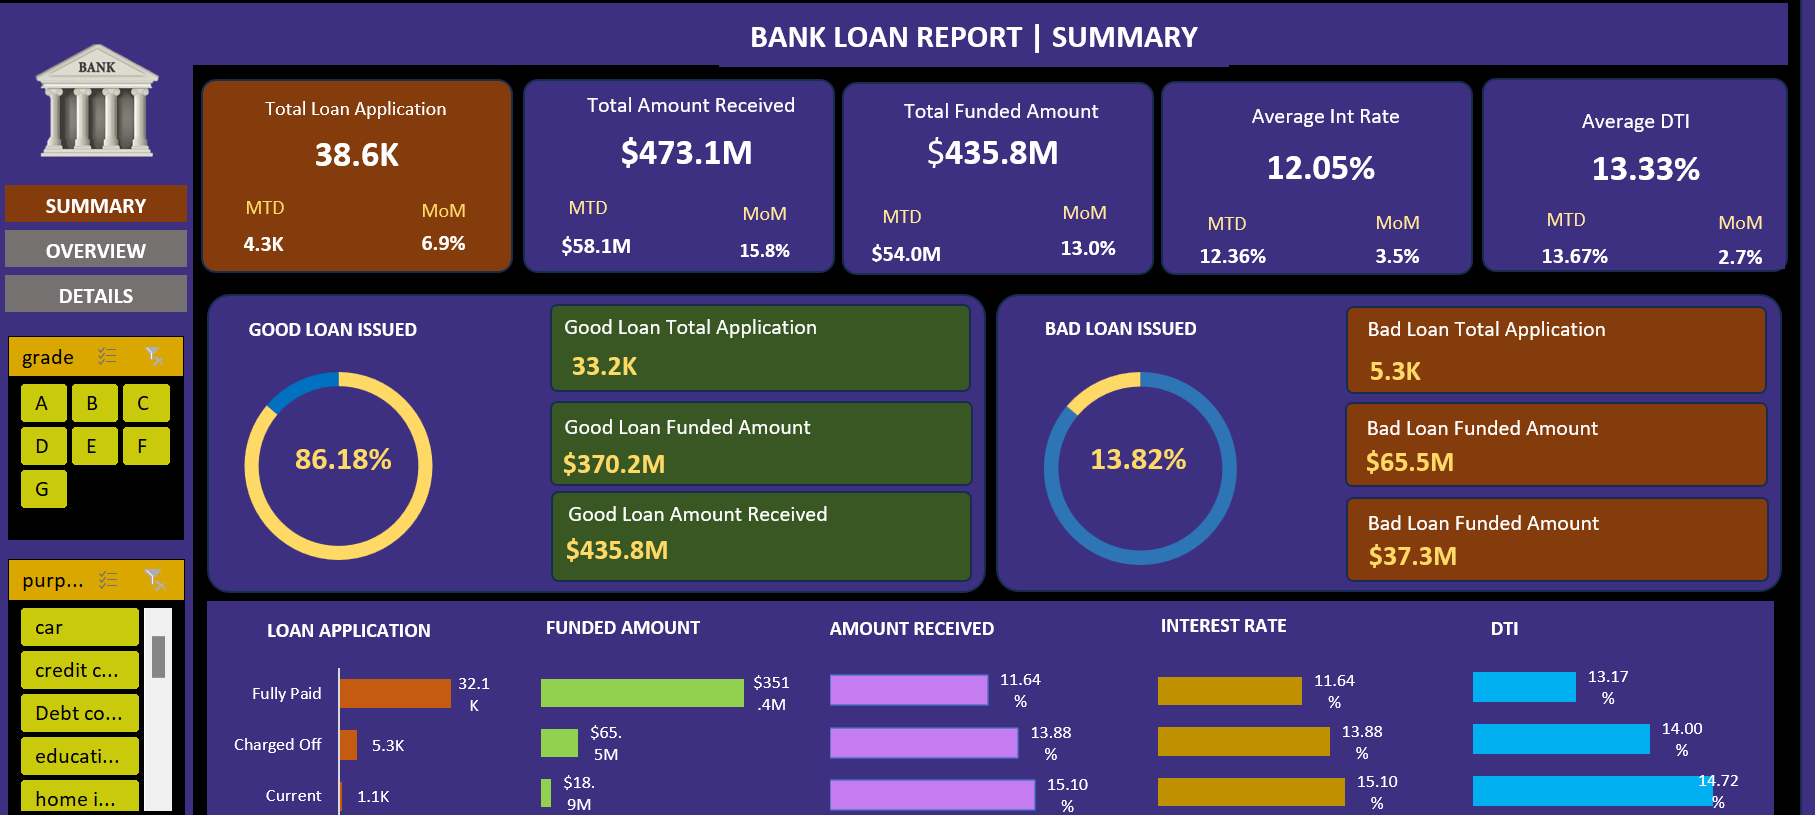 BANK LOAN REPORT | SUMMARY
BANK
SUMMARY
OVERVIEW
DETAILS
grade
A B C
D E F
G
purp...
car
credit c...
Debt co...
educati...
home i...
Total Loan Application
38.6K
MTD MoM
4.3K 6.9%
Total Amount Received
$473.1M
MTD MoM
$58.1M 15.8%
Total Funded Amount
$435.8M
MTD MoM
$54.0M 13.0%
Average Int Rate
12.05%
MTD MoM
12.36% 3.5%
Average DTI
13.33%
MTD MoM
13.67% 2.7%
GOOD LOAN ISSUED
86.18%
Good Loan Total Application
33.2K
Good Loan Funded Amount
$370.2M
Good Loan Amount Received
$435.8M
BAD LOAN ISSUED
13.82%
Bad Loan Total Application
5.3K
Bad Loan Funded Amount
$65.5M
Bad Loan Funded Amount
$37.3M
LOAN APPLICATION
Fully Paid 32.1
K
Charged Off 5.3K
Current 1.1K
FUNDED AMOUNT
$351
.4M
$65.
5M
$18.
9M
AMOUNT RECEIVED
11.64
%
13.88
%
15.10
%
INTEREST RATE
11.64
%
13.88
%
15.10
%
DTI
13.17
%
14.00
%
14.72
%